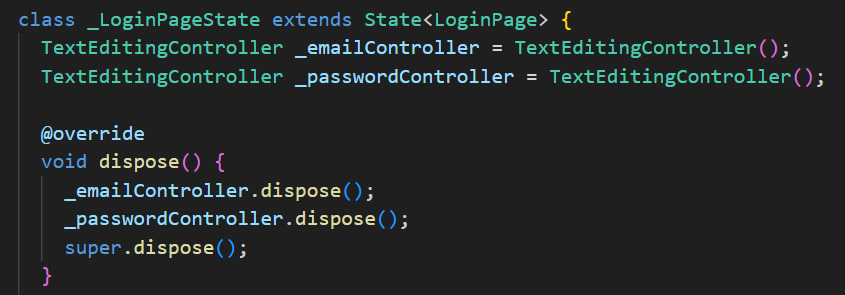 class _LoginPageState extends State<LoginPage> {
TextEditingController _emailController = TextEditingController();
TextEditingController _passwordController = TextEditingController();
@override
void dispose() {
_emailController.dispose();
_passwordController.dispose();
super.dispose();
}